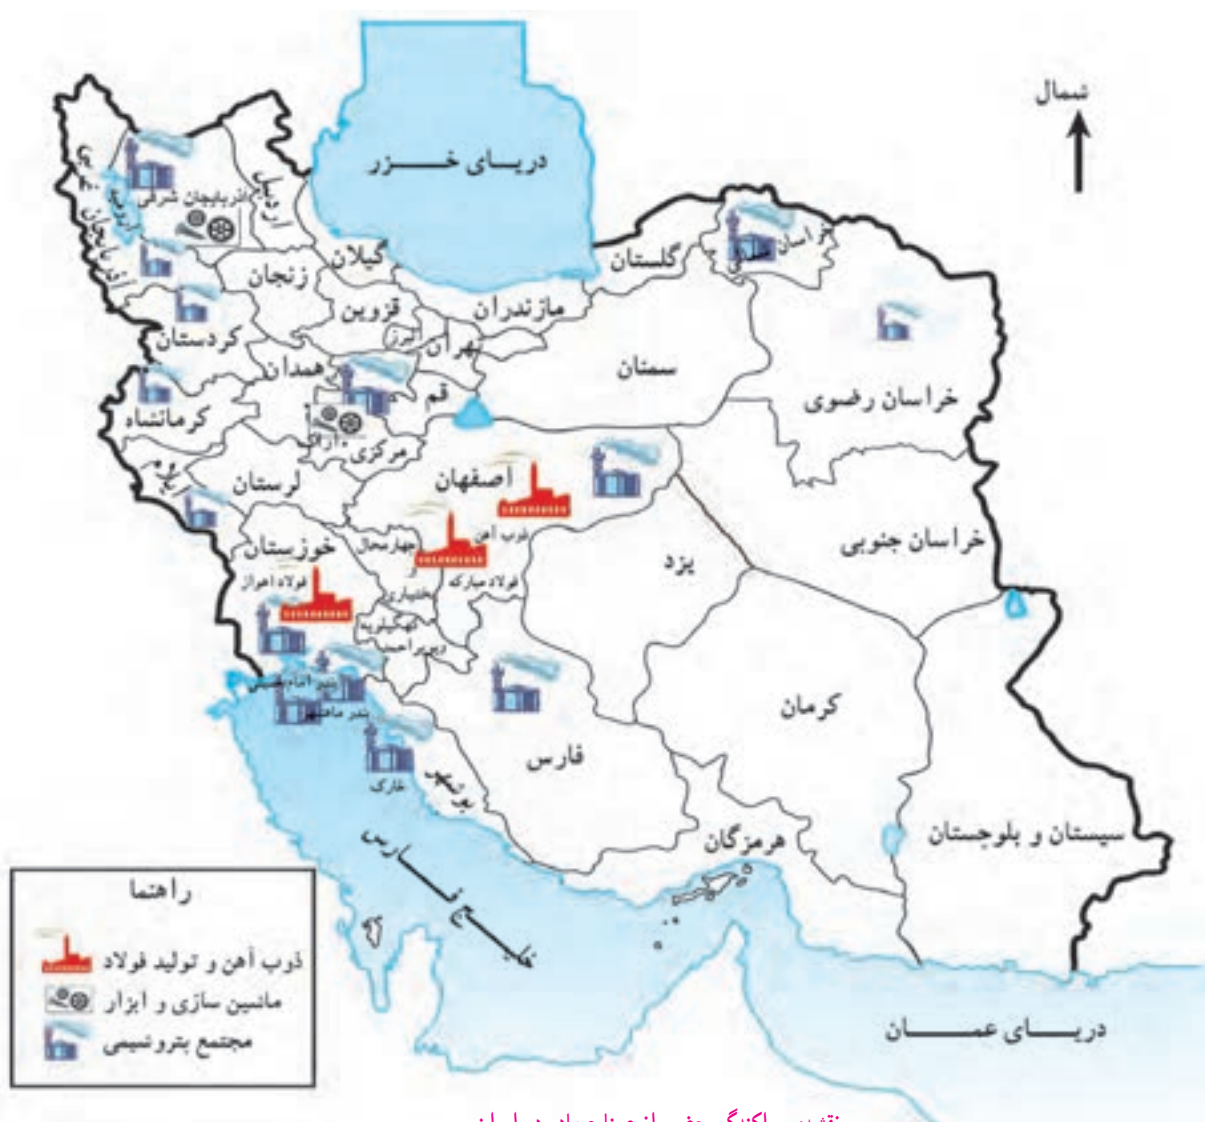 شمال
دریای خزر
آذربایجان غربی
ارومیه
آذربایجان شرقی
اردبیل
گیلان
زنجان
قزوین
البرز
تهران
مازندران
گلستان
خراسان شمالی
خراسان رضوی
سمنان
کردستان
همدان
قم
کرمانشاه
اراک
مرکزی
ایلام
لرستان
اصفهان
ذوب آهن
فولاد مبارکه
چهارمحال
و
بختیاری
خوزستان
فولاد اهواز
کهگیلویه
و
بویراحمد
یزد
خراسان جنوبی
بندر امام خمینی
بندر ماهشهر
خارک
بوشهر
فارس
کرمان
هرمزگان
سیستان و بلوچستان
خلیج فارس
دریای عمان
راهنما
ذوب آهن و تولید فولاد
ماشین سازی و ابزار
مجتمع پتروشیمی